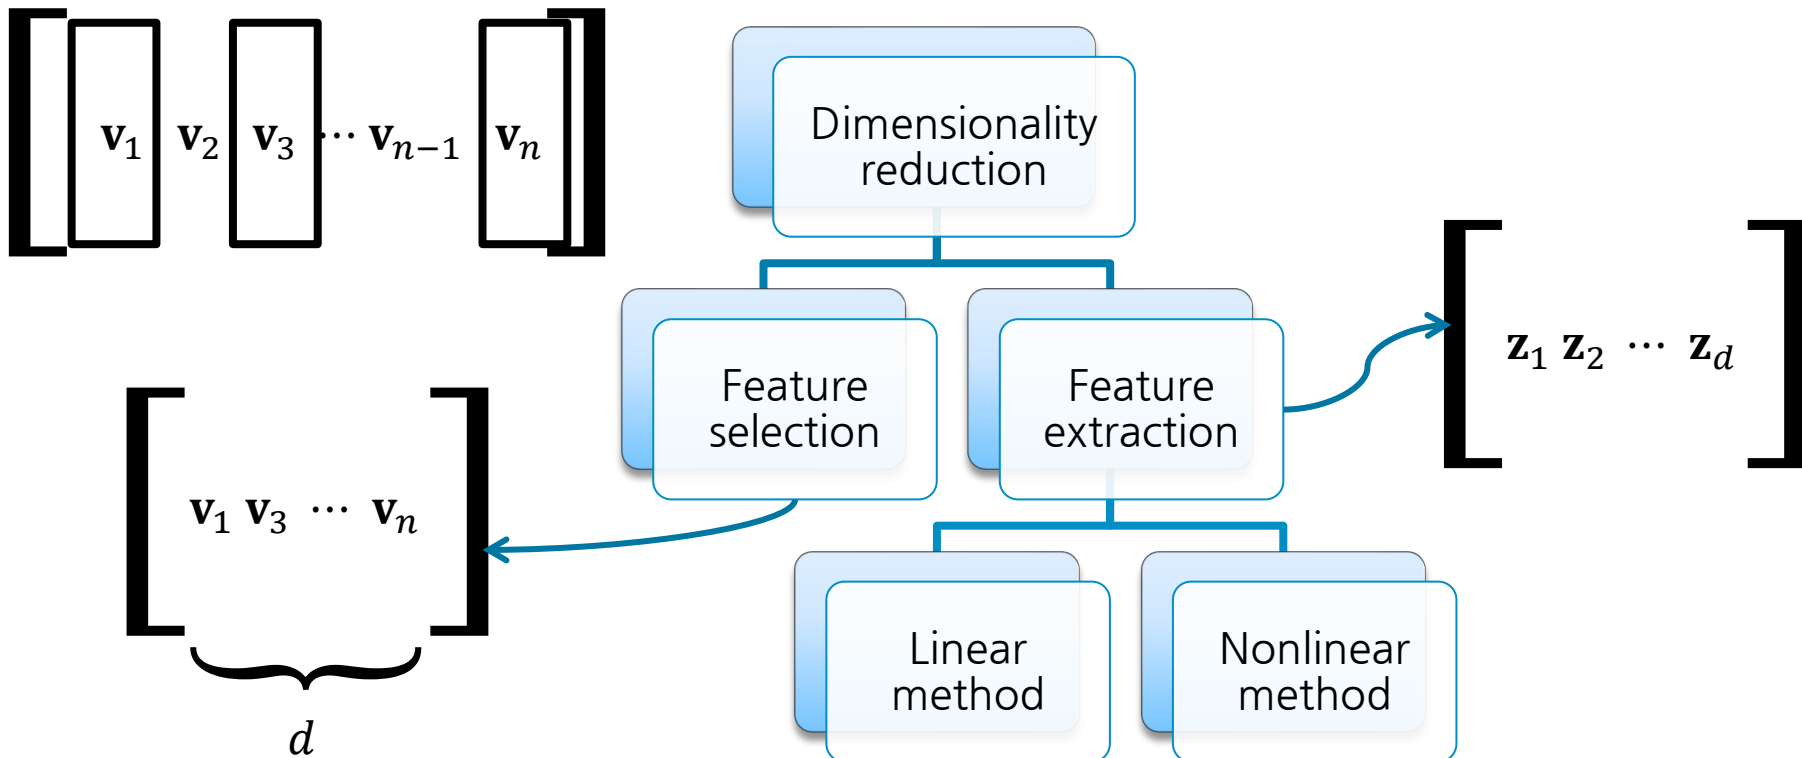 𝐯₁ 𝐯₂ 𝐯₃ ⋯ 𝐯ₙ₋₁ 𝐯ₙ
Dimensionality
reduction
Feature
selection
Feature
extraction
𝐳₁ 𝐳₂ ⋯ 𝐳_d
𝐯₁ 𝐯₃ ⋯ 𝐯ₙ
d
Linear
method
Nonlinear
method